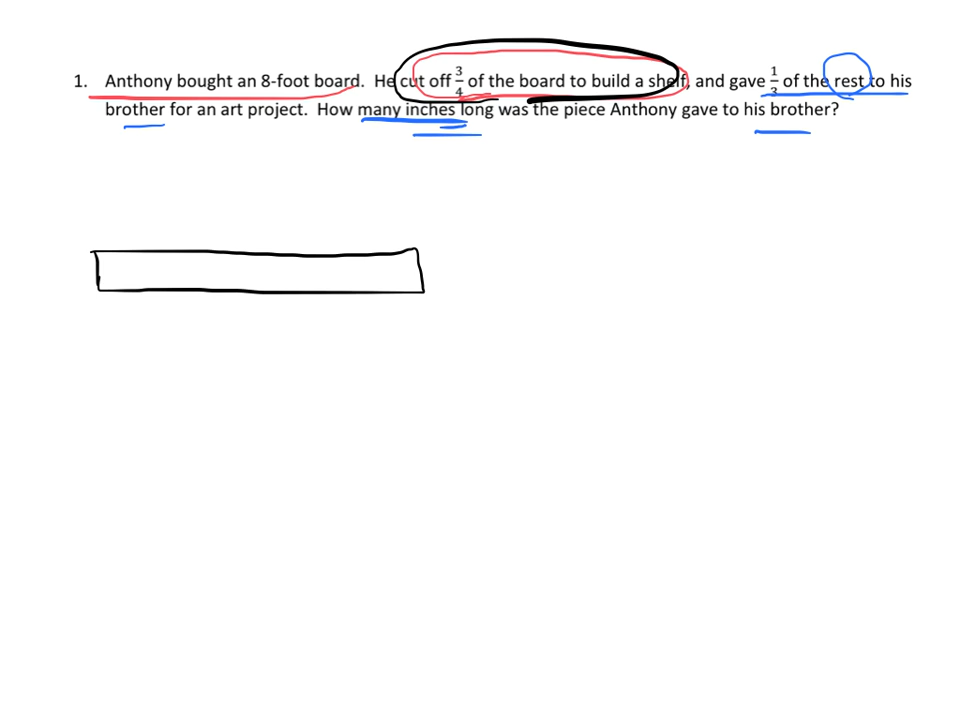 1. Anthony bought an 8-foot board. He cut off 3/4 of the board to build a shelf, and gave 1/3 of the rest to his
brother for an art project. How many inches long was the piece Anthony gave to his brother?